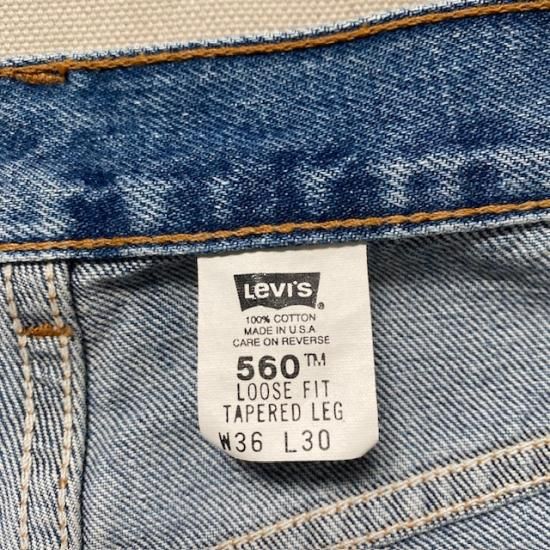 Levi's ®
100% COTTON
MADE IN U.S.A
CARE ON REVERSE
560™
LOOSE FIT
TAPERED LEG
W36 L30